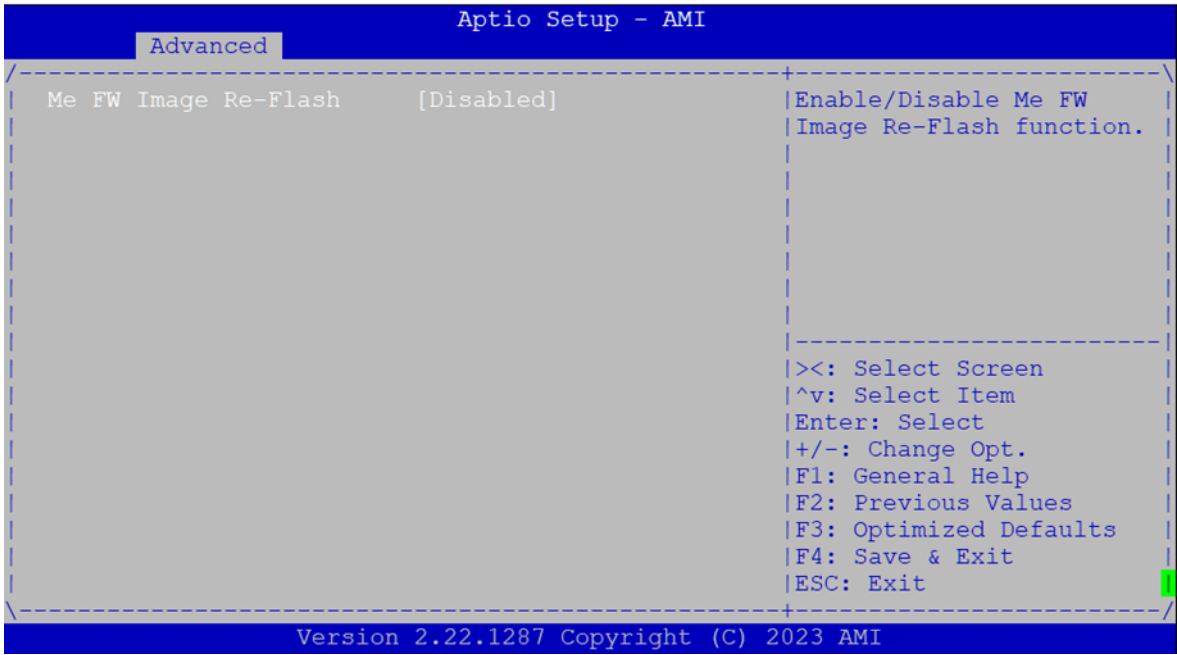 Aptio Setup - AMI
Advanced
/----------------------------------------------------+-------------------------\
Me FW Image Re-Flash [Disabled]
|Enable/Disable Me FW |
|Image Re-Flash function. |
|-------------------------|
|><: Select Screen |
|^v: Select Item |
|Enter: Select |
|+/-: Change Opt. |
|F1: General Help |
|F2: Previous Values |
|F3: Optimized Defaults |
|F4: Save & Exit |
|ESC: Exit |
\----------------------------------------------------+-------------------------/
Version 2.22.1287 Copyright (C) 2023 AMI